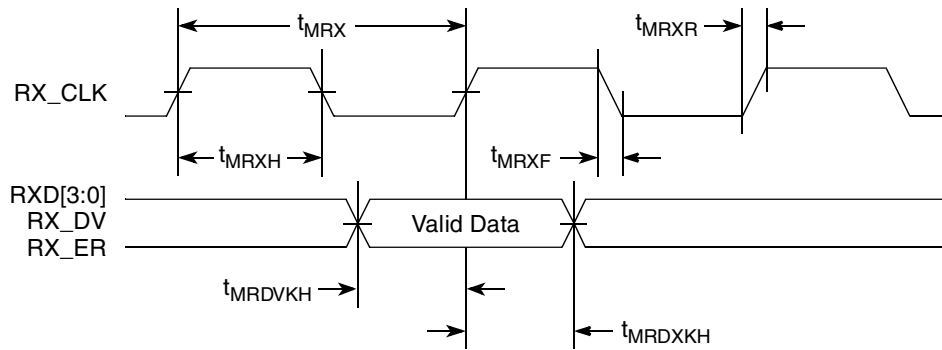 tMRX
tMRXR
RX_CLK
tMRXH
tMRXF
RXD[3:0]
RX_DV
Valid Data
RX_ER
tMRDVKH
tMRDXKH